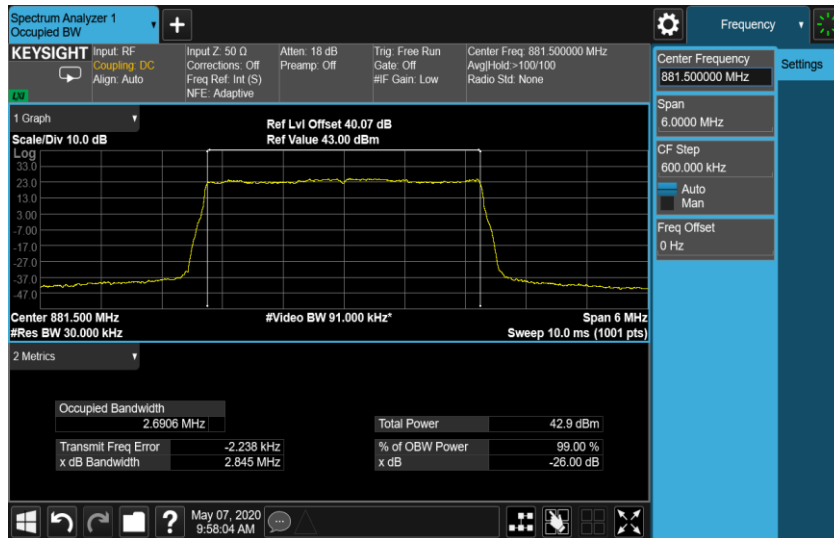 Spectrum Analyzer 1
Occupied BW
+
Frequency
KEYSIGHT
Input: RF
Coupling: DC
Align: Auto
Input Z: 50 Ω
Corrections: Off
Freq Ref: Int (S)
NFE: Adaptive
Atten: 18 dB
Preamp: Off
Trig: Free Run
Gate: Off
#IF Gain: Low
Center Freq: 881.500000 MHz
Avg|Hold:>100/100
Radio Std: None
LXI
Center Frequency
881.500000 MHz
Settings
Span
6.0000 MHz
CF Step
600.000 kHz
Auto
Man
Freq Offset
0 Hz
1 Graph
Scale/Div 10.0 dB
Ref Lvl Offset 40.07 dB
Ref Value 43.00 dBm
Log
33.0
23.0
13.0
3.00
-7.00
-17.0
-27.0
-37.0
-47.0
Center 881.500 MHz
#Res BW 30.000 kHz
#Video BW 91.000 kHz*
Span 6 MHz
Sweep 10.0 ms (1001 pts)
2 Metrics
Occupied Bandwidth
2.6906 MHz
Total Power 42.9 dBm
Transmit Freq Error -2.238 kHz
% of OBW Power 99.00 %
x dB Bandwidth 2.845 MHz
x dB -26.00 dB
?
May 07, 2020
9:58:04 AM